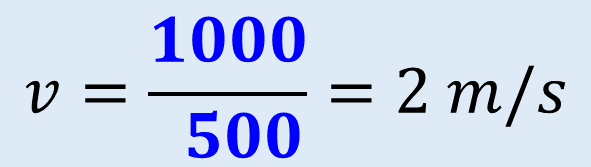 v = 1000/500 = 2 m/s